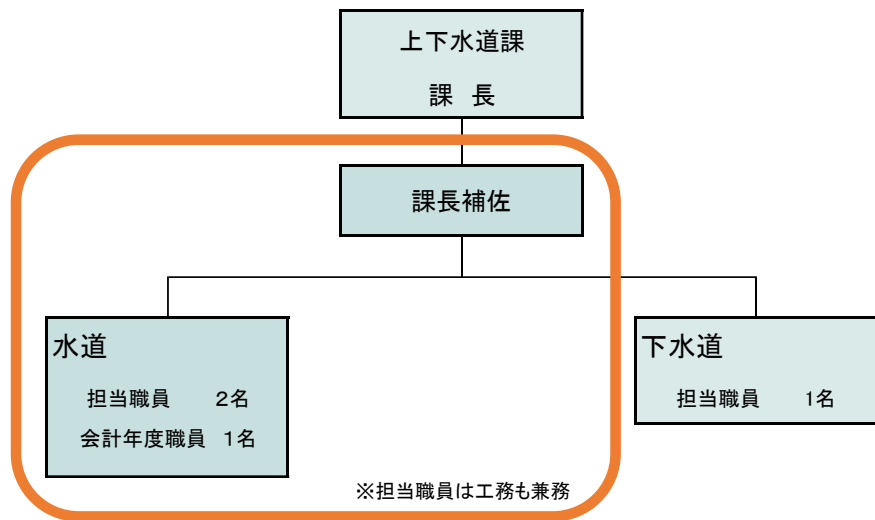 上下水道課
課 長
課長補佐
水道
担当職員 2名
会計年度職員 1名
下水道
担当職員 1名
※担当職員は工務も兼務